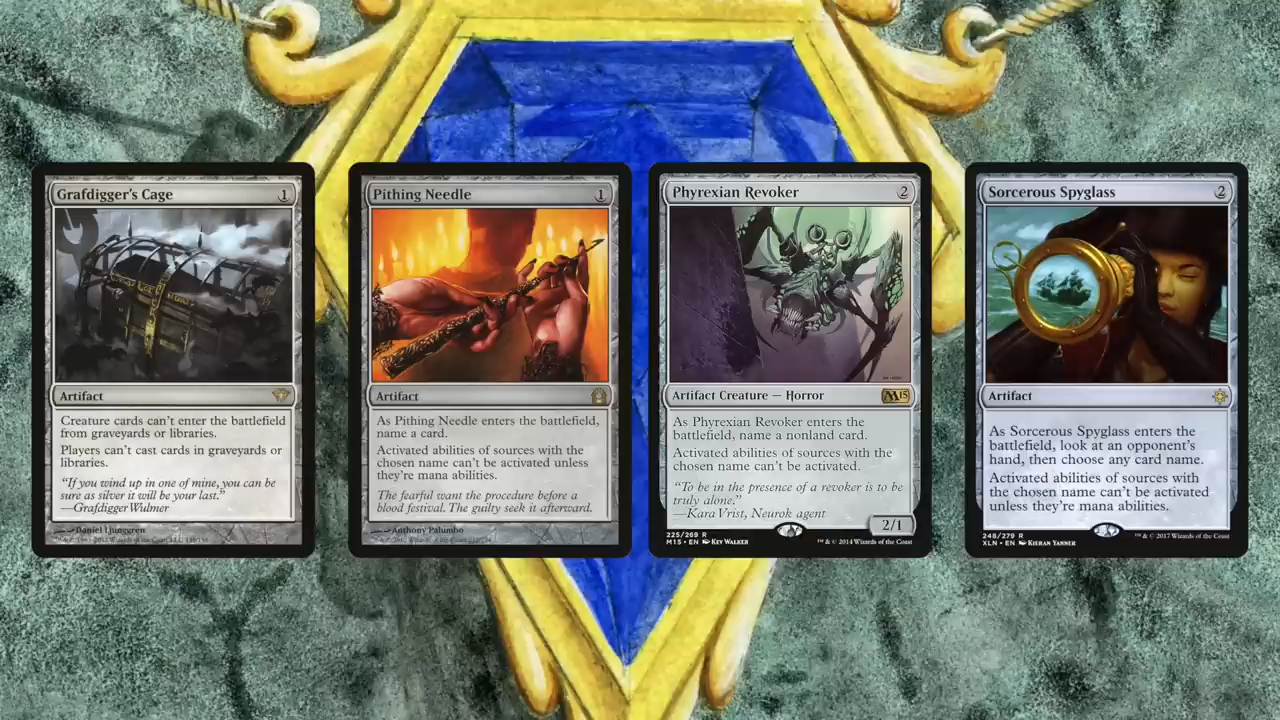 Grafdigger's Cage 1
Artifact
Creature cards can't enter the battlefield
from graveyards or libraries.
Players can't cast cards in graveyards or
libraries.
"If you wind up in one of mine, you can be
sure as silver it will be your last."
—Grafdigger Wulmer
Daniel Ljunggren
Pithing Needle 1
Artifact
As Pithing Needle enters the battlefield,
name a card.
Activated abilities of sources with the
chosen name can't be activated unless
they're mana abilities.
The fearful want the procedure before a
blood festival. The guilty seek it afterward.
Anthony Palumbo
Phyrexian Revoker 2
Artifact Creature — Horror
M15
As Phyrexian Revoker enters the
battlefield, name a nonland card.
Activated abilities of sources with the
chosen name can't be activated.
"To be in the presence of a revoker is to be
truly alone."
—Kara Vrist, Neurok agent
2/1
225/269 R
M15 • EN Kev Walker
™ & © 2014 Wizards of the Coast
Sorcerous Spyglass 2
Artifact
As Sorcerous Spyglass enters the
battlefield, look at an opponent's
hand, then choose any card name.
Activated abilities of sources with
the chosen name can't be activated
unless they're mana abilities.
248/279 R
XLN • EN Kieran Yanner
™ & © 2017 Wizards of the Coast